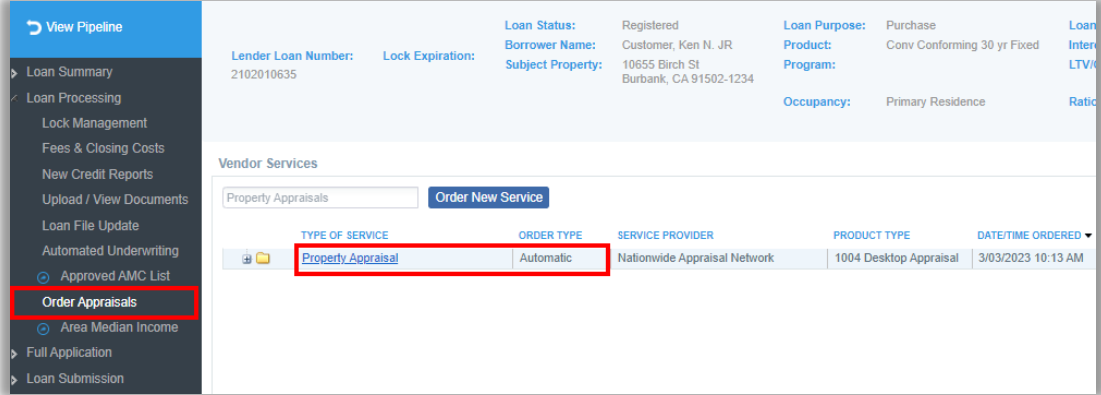 View Pipeline
Loan Summary
Loan Processing
Lock Management
Fees & Closing Costs
New Credit Reports
Upload / View Documents
Loan File Update
Automated Underwriting
Approved AMC List
Order Appraisals
Area Median Income
Full Application
Loan Submission
Lender Loan Number:
2102010635
Lock Expiration:
Loan Status: Registered
Borrower Name: Customer, Ken N. JR
Subject Property: 10655 Birch St
Burbank, CA 91502-1234
Loan Purpose: Purchase
Product: Conv Conforming 30 yr Fixed
Program:
Occupancy: Primary Residence
Loan
Inter
LTV/
Ratio
Vendor Services
Property Appraisals Order New Service
TYPE OF SERVICE ORDER TYPE SERVICE PROVIDER PRODUCT TYPE DATE/TIME ORDERED
Property Appraisal Automatic Nationwide Appraisal Network 1004 Desktop Appraisal 3/03/2023 10:13 AM